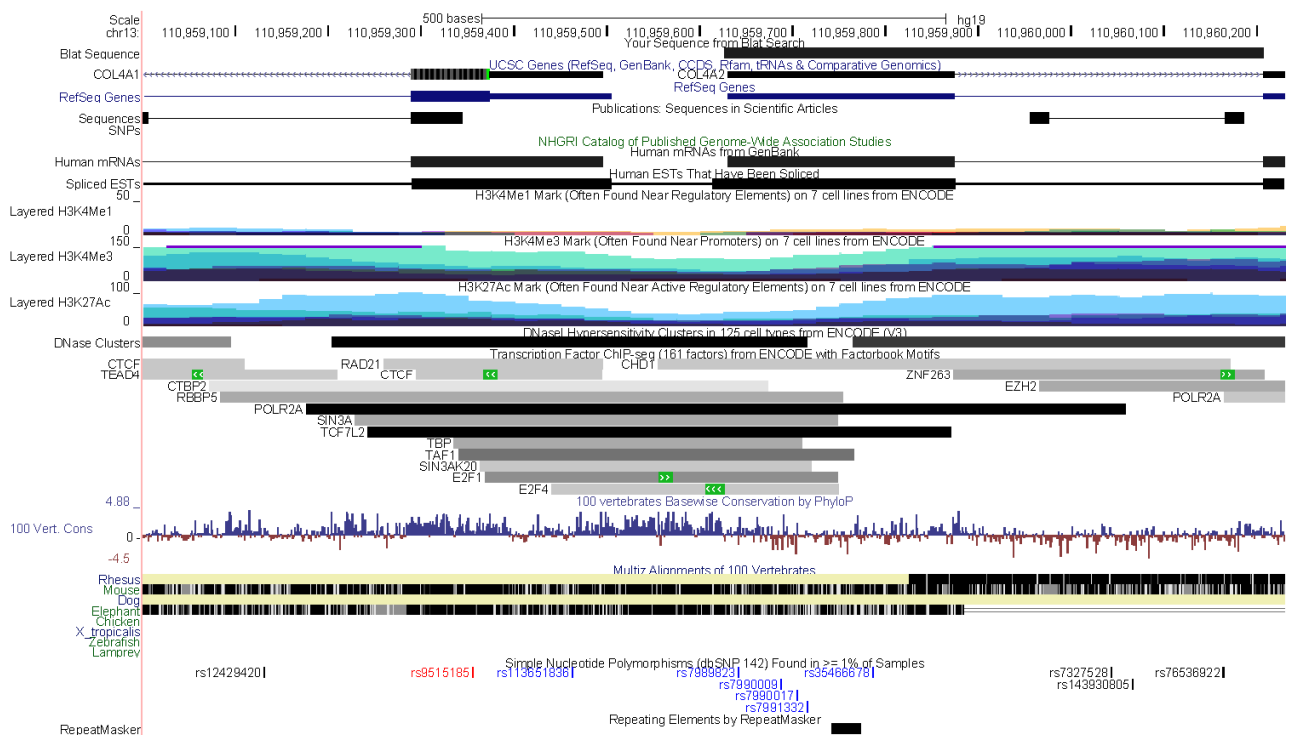 Scale 500 bases hg19
chr13: 110,959,100 110,959,200 110,959,300 110,959,400 110,959,500 110,959,600 110,959,700 110,959,800 110,959,900 110,960,000 110,960,100 110,960,200
Your Sequence from Blat Search
Blat Sequence
UCSC Genes (RefSeq, GenBank, CCDS, Rfam, tRNAs & Comparative Genomics)
COL4A1 COL4A2
RefSeq Genes
RefSeq Genes
Publications: Sequences in Scientific Articles
Sequences
SNPs
NHGRI Catalog of Published Genome-Wide Association Studies
Human mRNAs from GenBank
Human mRNAs
Human ESTs That Have Been Spliced
Spliced ESTs
H3K4Me1 Mark (Often Found Near Regulatory Elements) on 7 cell lines from ENCODE
50
Layered H3K4Me1
0
H3K4Me3 Mark (Often Found Near Promoters) on 7 cell lines from ENCODE
150
Layered H3K4Me3
0
H3K27Ac Mark (Often Found Near Active Regulatory Elements) on 7 cell lines from ENCODE
100
Layered H3K27Ac
0
DNaseI Hypersensitivity Clusters in 125 cell types from ENCODE (V3)
DNase Clusters
Transcription Factor ChIP-seq (161 factors) from ENCODE with Factorbook Motifs
CTCF RAD21 CHD1
TEAD4 CTCF ZNF263
CTBP2 EZH2
RBBP5 POLR2A
POLR2A
SIN3A
TCF7L2
TBP
TAF1
SIN3AK20
E2F1
E2F4
100 vertebrates Basewise Conservation by PhyloP
4.88
100 Vert. Cons
0
-4.5
Multiz Alignments of 100 Vertebrates
Rhesus
Mouse
Dog
Elephant
Chicken
X_tropicalis
Zebrafish
Lamprey
Simple Nucleotide Polymorphisms (dbSNP 142) Found in >= 1% of Samples
rs12429420 rs9515185 rs113651836 rs7989823 rs35466678 rs7327528 rs76536922
rs7990009 rs143930805
rs7990017
rs7991332
Repeating Elements by RepeatMasker
RepeatMasker